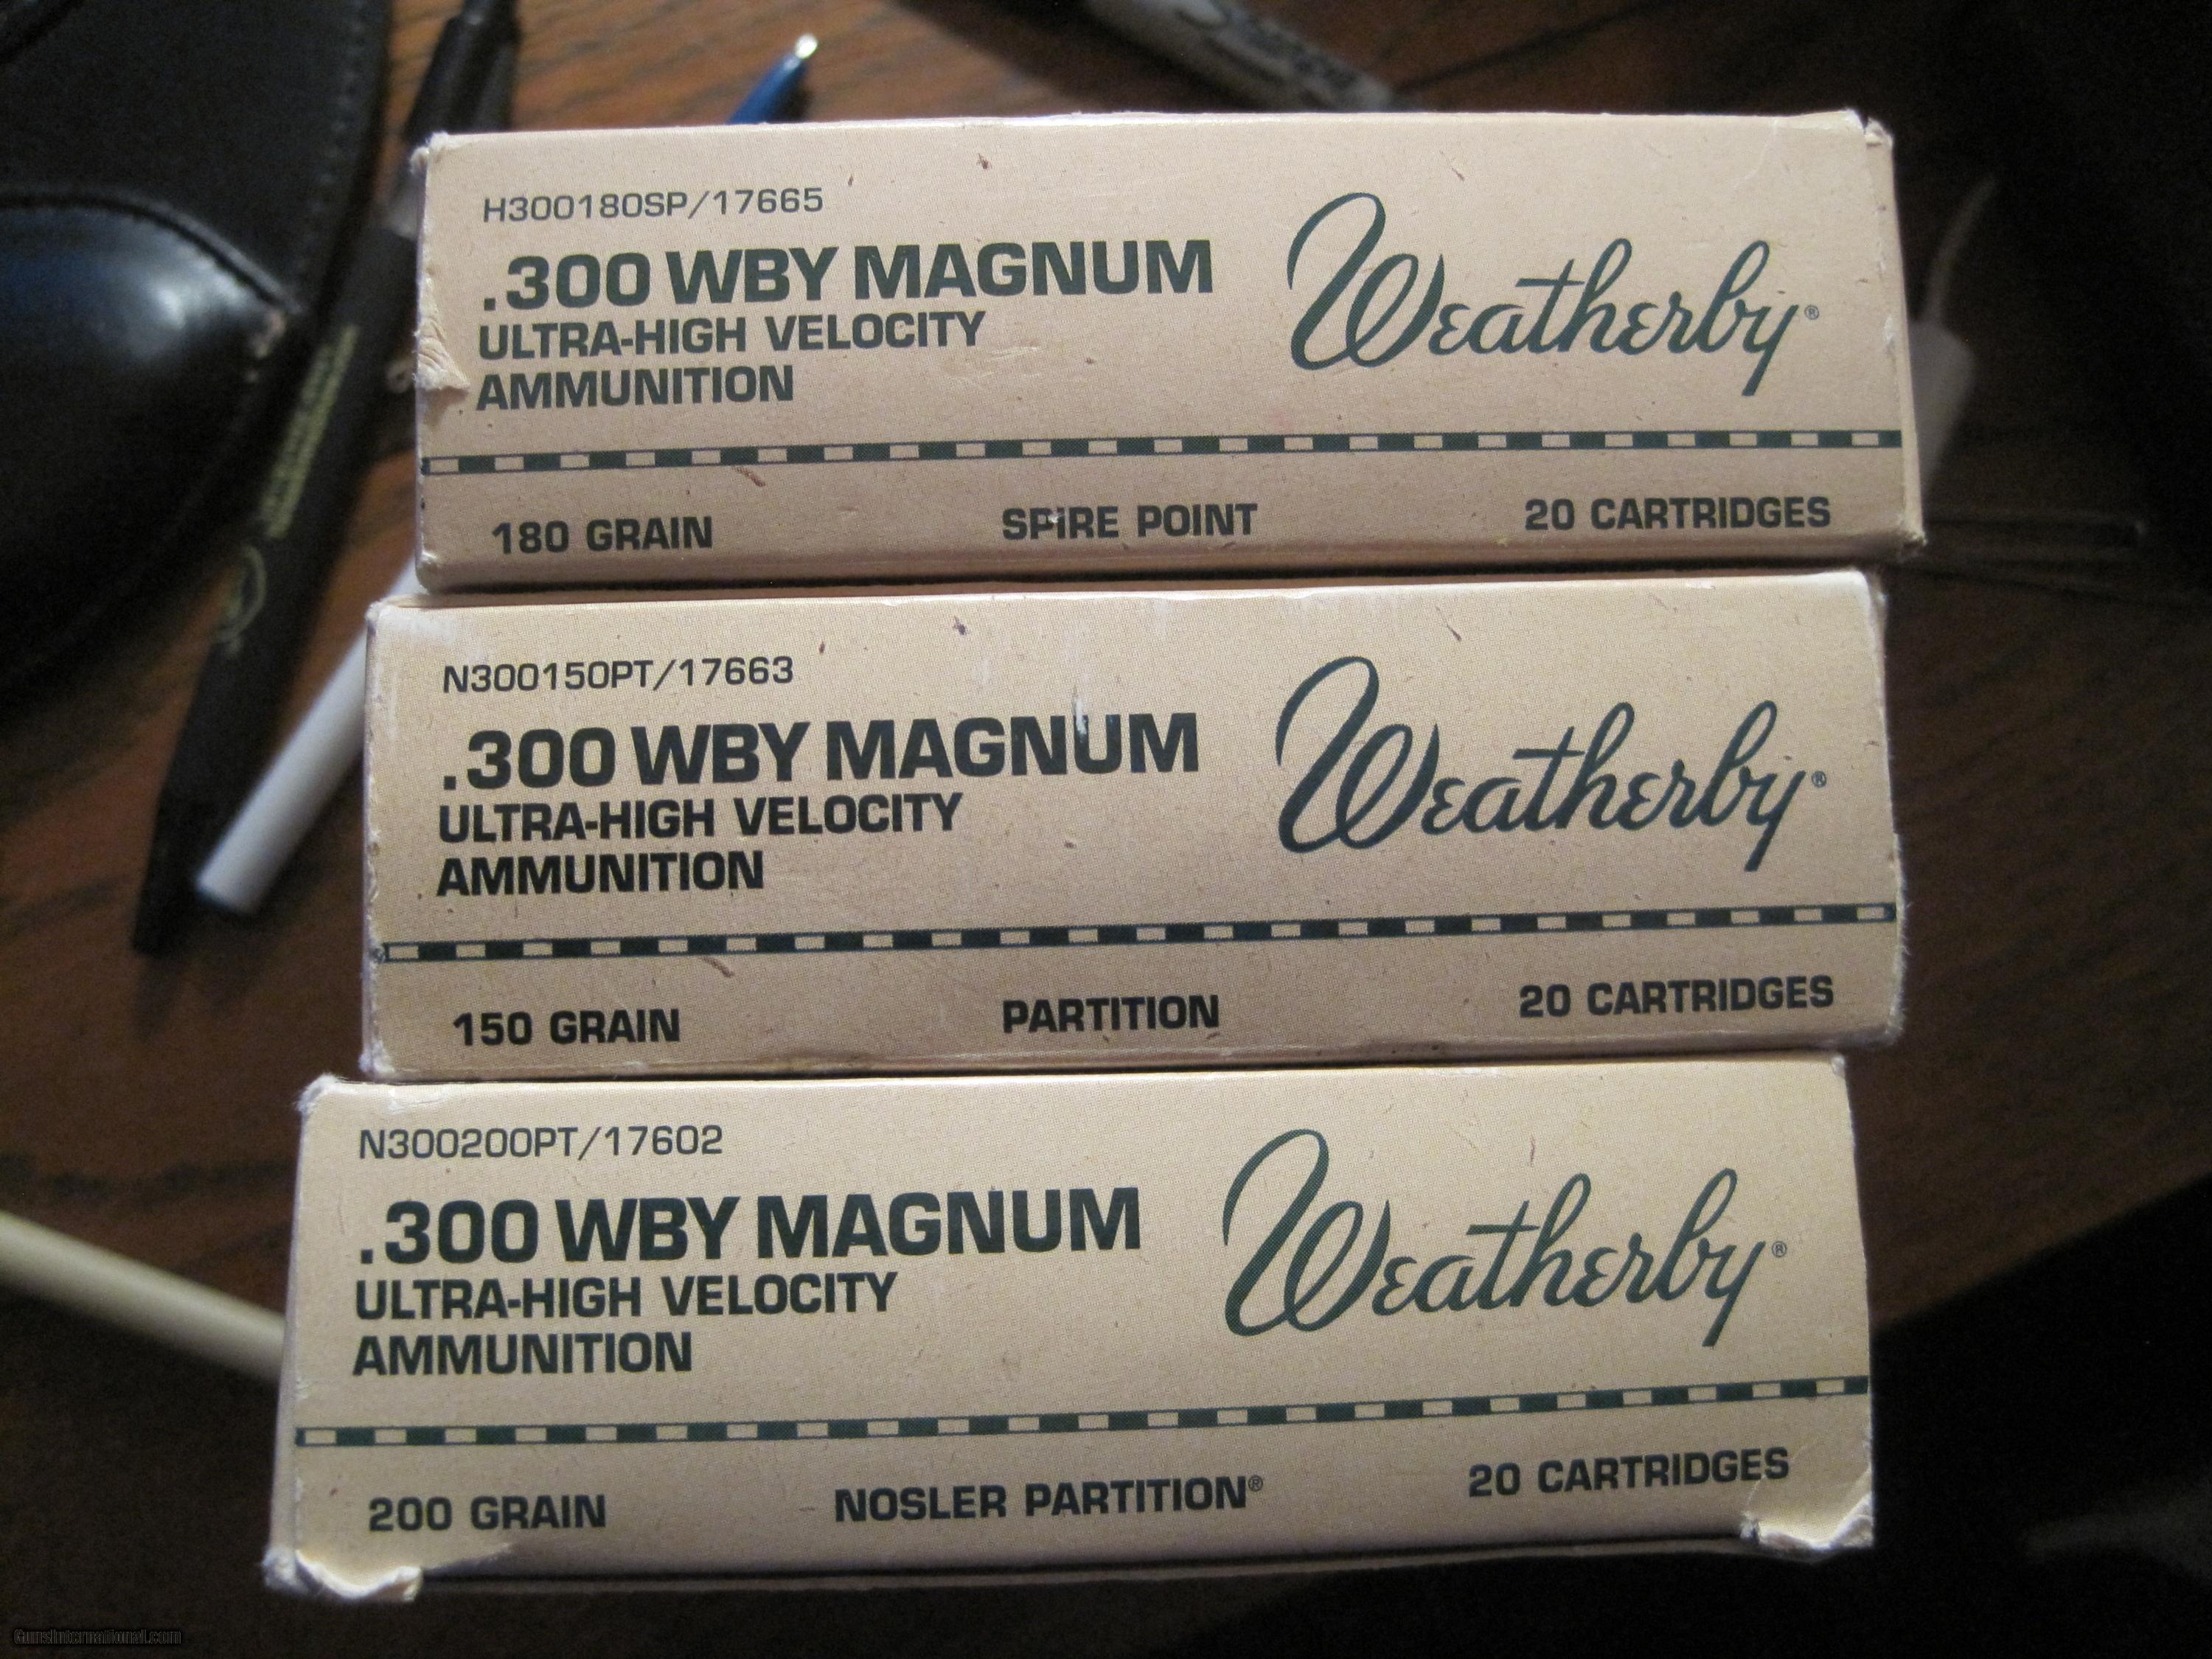 H300180SP/17665
.300 WBY MAGNUM
Weatherby®
ULTRA-HIGH VELOCITY
AMMUNITION
180 GRAIN SPIRE POINT 20 CARTRIDGES
N300150PT/17663
.300 WBY MAGNUM
Weatherby®
ULTRA-HIGH VELOCITY
AMMUNITION
150 GRAIN PARTITION 20 CARTRIDGES
N300200PT/17602
.300 WBY MAGNUM
Weatherby®
ULTRA-HIGH VELOCITY
AMMUNITION
200 GRAIN NOSLER PARTITION® 20 CARTRIDGES
GunsInternational.com